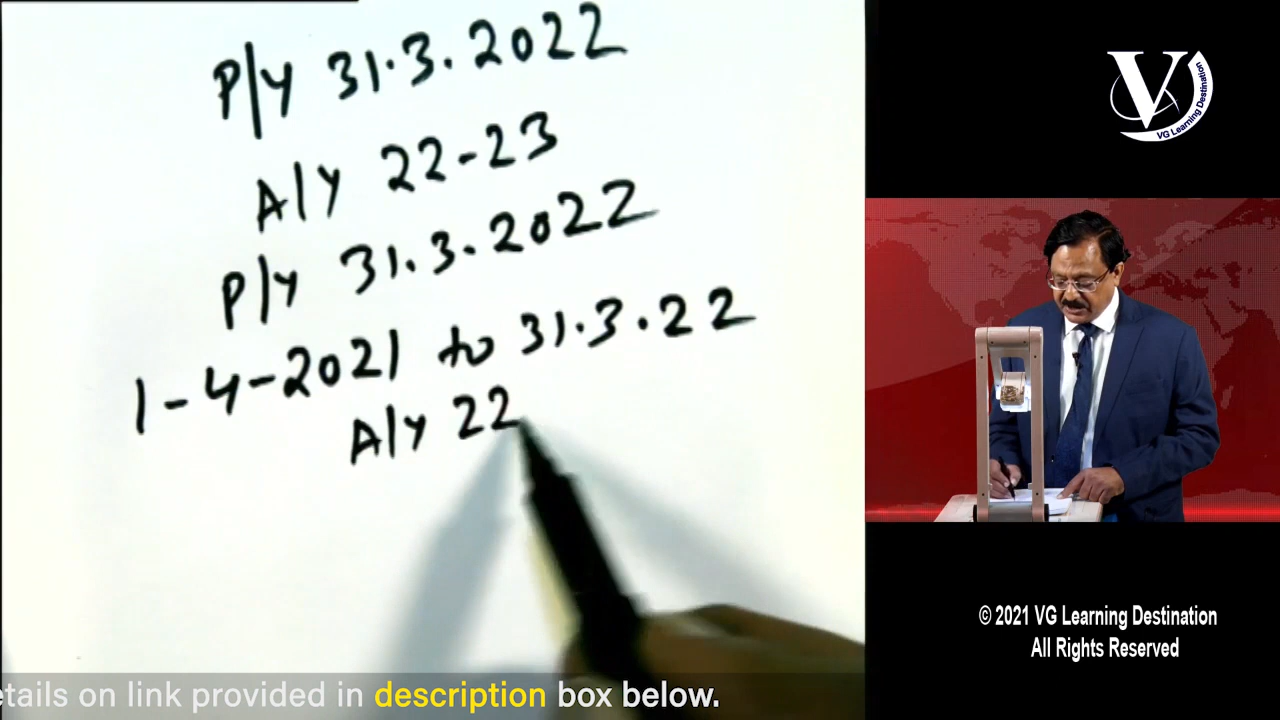 P/Y 31.3.2022
A/Y 22-23
P/Y 31.3.2022
1-4-2021 to 31.3.22
A/Y 22
V
VG Learning Destination
© 2021 VG Learning Destination
All Rights Reserved
etails on link provided in description box below.